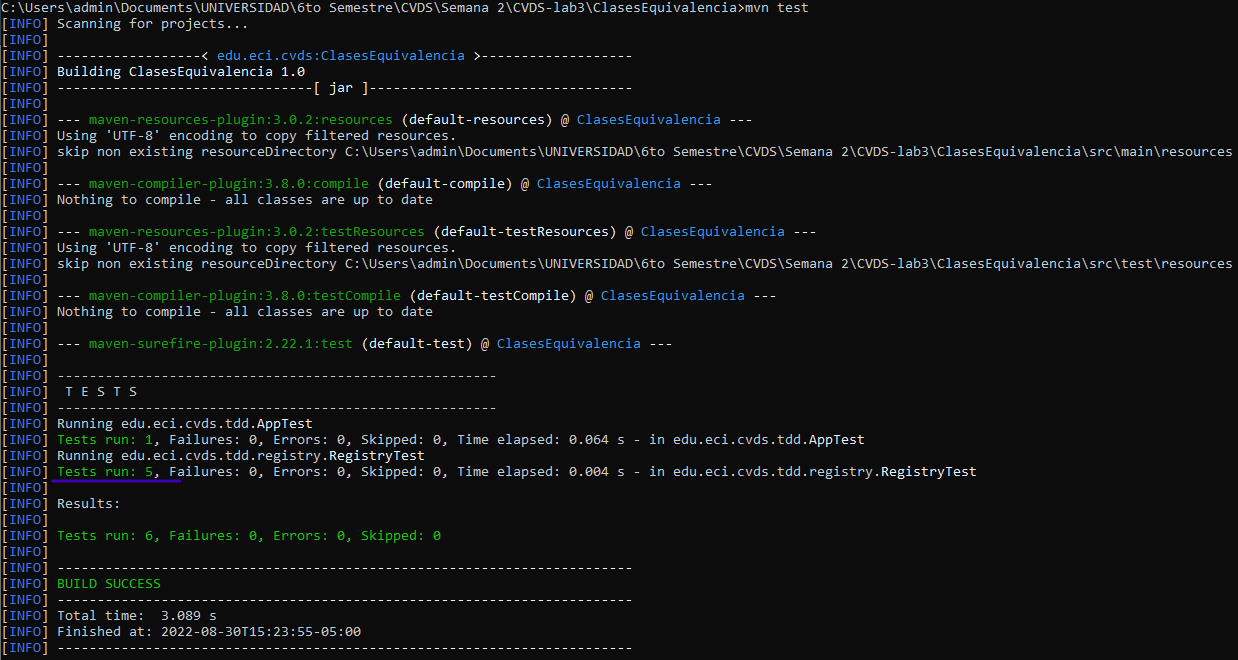 C:\Users\admin\Documents\UNIVERSIDAD\6to Semestre\CVDS\Semana 2\CVDS-lab3\ClasesEquivalencia>mvn test
[INFO] Scanning for projects...
[INFO]
[INFO] ------------------< edu.eci.cvds:ClasesEquivalencia >-------------------
[INFO] Building ClasesEquivalencia 1.0
[INFO] --------------------------------[ jar ]---------------------------------
[INFO]
[INFO] --- maven-resources-plugin:3.0.2:resources (default-resources) @ ClasesEquivalencia ---
[INFO] Using 'UTF-8' encoding to copy filtered resources.
[INFO] skip non existing resourceDirectory C:\Users\admin\Documents\UNIVERSIDAD\6to Semestre\CVDS\Semana 2\CVDS-lab3\ClasesEquivalencia\src\main\resources
[INFO]
[INFO] --- maven-compiler-plugin:3.8.0:compile (default-compile) @ ClasesEquivalencia ---
[INFO] Nothing to compile - all classes are up to date
[INFO]
[INFO] --- maven-resources-plugin:3.0.2:testResources (default-testResources) @ ClasesEquivalencia ---
[INFO] Using 'UTF-8' encoding to copy filtered resources.
[INFO] skip non existing resourceDirectory C:\Users\admin\Documents\UNIVERSIDAD\6to Semestre\CVDS\Semana 2\CVDS-lab3\ClasesEquivalencia\src\test\resources
[INFO]
[INFO] --- maven-compiler-plugin:3.8.0:testCompile (default-testCompile) @ ClasesEquivalencia ---
[INFO] Nothing to compile - all classes are up to date
[INFO]
[INFO] --- maven-surefire-plugin:2.22.1:test (default-test) @ ClasesEquivalencia ---
[INFO]
[INFO] -------------------------------------------------------
[INFO]  T E S T S
[INFO] -------------------------------------------------------
[INFO] Running edu.eci.cvds.tdd.AppTest
[INFO] Tests run: 1, Failures: 0, Errors: 0, Skipped: 0, Time elapsed: 0.064 s - in edu.eci.cvds.tdd.AppTest
[INFO] Running edu.eci.cvds.tdd.registry.RegistryTest
[INFO] Tests run: 5, Failures: 0, Errors: 0, Skipped: 0, Time elapsed: 0.004 s - in edu.eci.cvds.tdd.registry.RegistryTest
[INFO]
[INFO] Results:
[INFO]
[INFO] Tests run: 6, Failures: 0, Errors: 0, Skipped: 0
[INFO]
[INFO] ------------------------------------------------------------------------
[INFO] BUILD SUCCESS
[INFO] ------------------------------------------------------------------------
[INFO] Total time:  3.089 s
[INFO] Finished at: 2022-08-30T15:23:55-05:00
[INFO] ------------------------------------------------------------------------